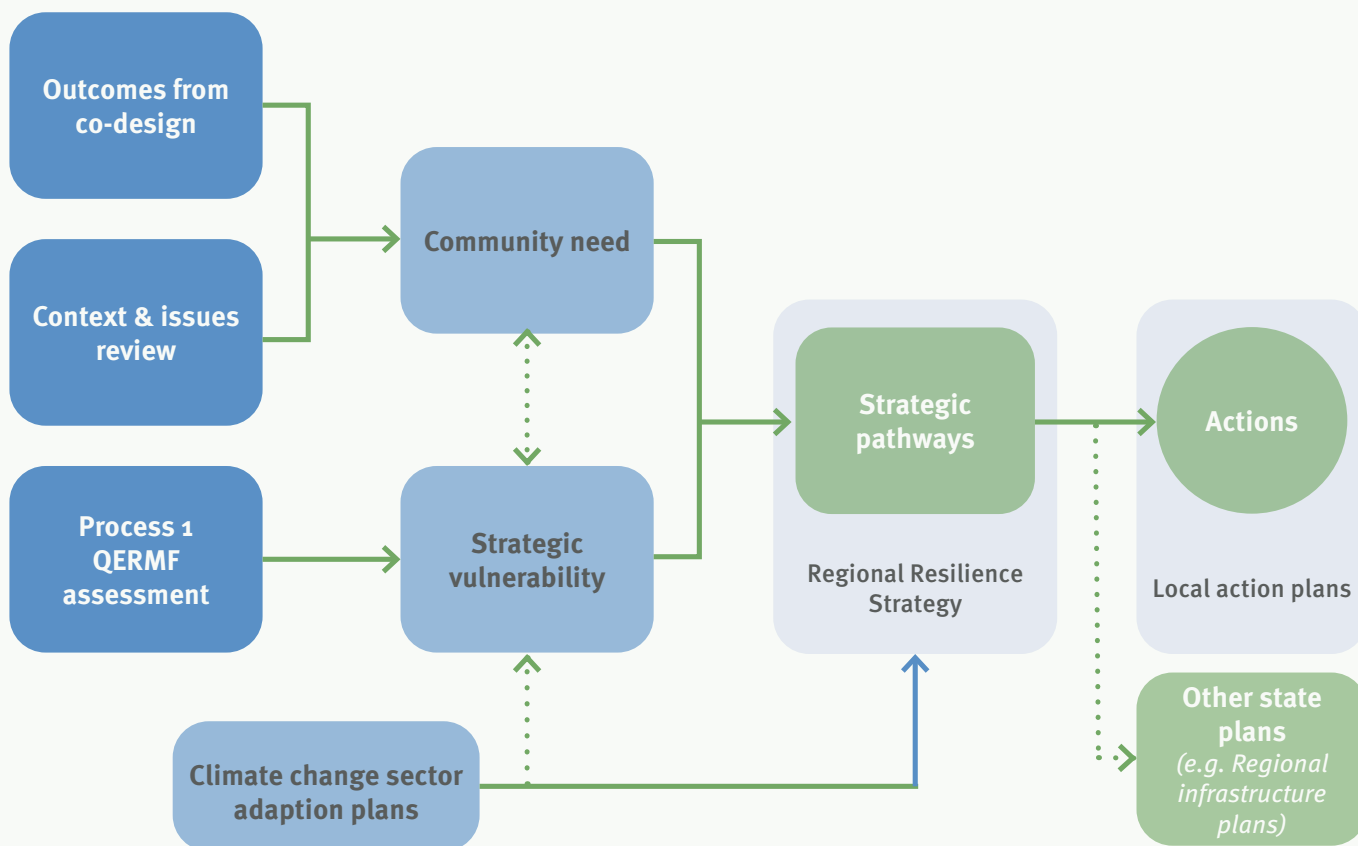 Outcomes from
co-design
Context & issues
review
Process 1
QERMF
assessment
Community need
Strategic
vulnerability
Climate change sector
adaption plans
Strategic
pathways
Regional Resilience
Strategy
Actions
Local action plans
Other state
plans
(e.g. Regional
infrastructure
plans)